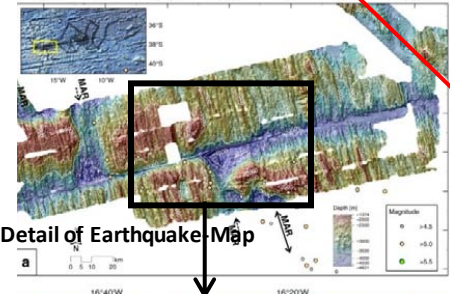 36°S
38°S
40°S
15°W 10°W
MAR
MAR
MAR
MAR
Depth (m)
Magnitude
>4.5
>5.0
>5.5
Detail of Earthquake Map
N
a
0 5 10 20 km
16°40'W 16°20'W